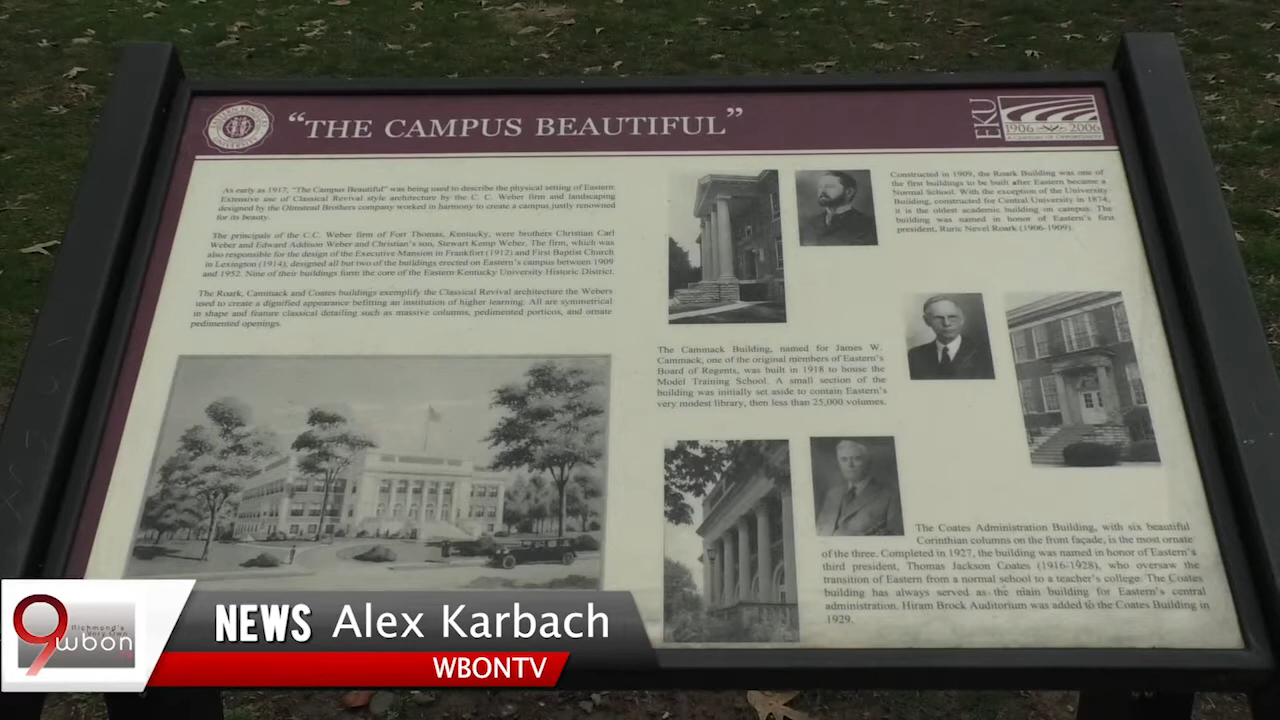 "THE CAMPUS BEAUTIFUL"
EKU
1906 2006
A CENTURY OF OPPORTUNITY
As early as 1917, "The Campus Beautiful" was being used to describe the physical setting of Eastern.
Extensive use of Classical Revival style architecture by the C. C. Weber firm and landscaping
designed by the Olmstead Brothers company worked in harmony to create a campus justly renowned
for its beauty.
The principals of the C.C. Weber firm of Fort Thomas, Kentucky, were brothers Christian Carl
Weber and Edward Addison Weber and Christian's son, Stewart Kemp Weber. The firm, which was
also responsible for the design of the Executive Mansion in Frankfort (1912) and First Baptist Church
in Lexington (1914), designed all but two of the buildings erected on Eastern's campus between 1909
and 1952. Nine of their buildings form the core of the Eastern Kentucky University Historic District.
The Roark, Cammack and Coates buildings exemplify the Classical Revival architecture the Webers
used to create a dignified appearance befitting an institution of higher learning. All are symmetrical
in shape and feature classical detailing such as massive columns, pedimented porticos, and ornate
pedimented openings.
Constructed in 1909, the Roark Building was one of
the first buildings to be built after Eastern became a
Normal School. With the exception of the University
Building, constructed for Central University in 1874,
it is the oldest academic building on campus. The
building was named in honor of Eastern's first
president, Ruric Nevel Roark (1906-1909).
The Cammack Building, named for James W.
Cammack, one of the original members of Eastern's
Board of Regents, was built in 1918 to house the
Model Training School. A small section of the
building was initially set aside to contain Eastern's
very modest library, then less than 25,000 volumes.
The Coates Administration Building, with six beautiful
Corinthian columns on the front façade, is the most ornate
of the three. Completed in 1927, the building was named in honor of Eastern's
third president, Thomas Jackson Coates (1916-1928), who oversaw the
transition of Eastern from a normal school to a teacher's college. The Coates
building has always served as the main building for Eastern's central
administration. Hiram Brock Auditorium was added to the Coates Building in
1929.
9
Richmond's
Very Own
wbon
NEWS Alex Karbach
WBONTV